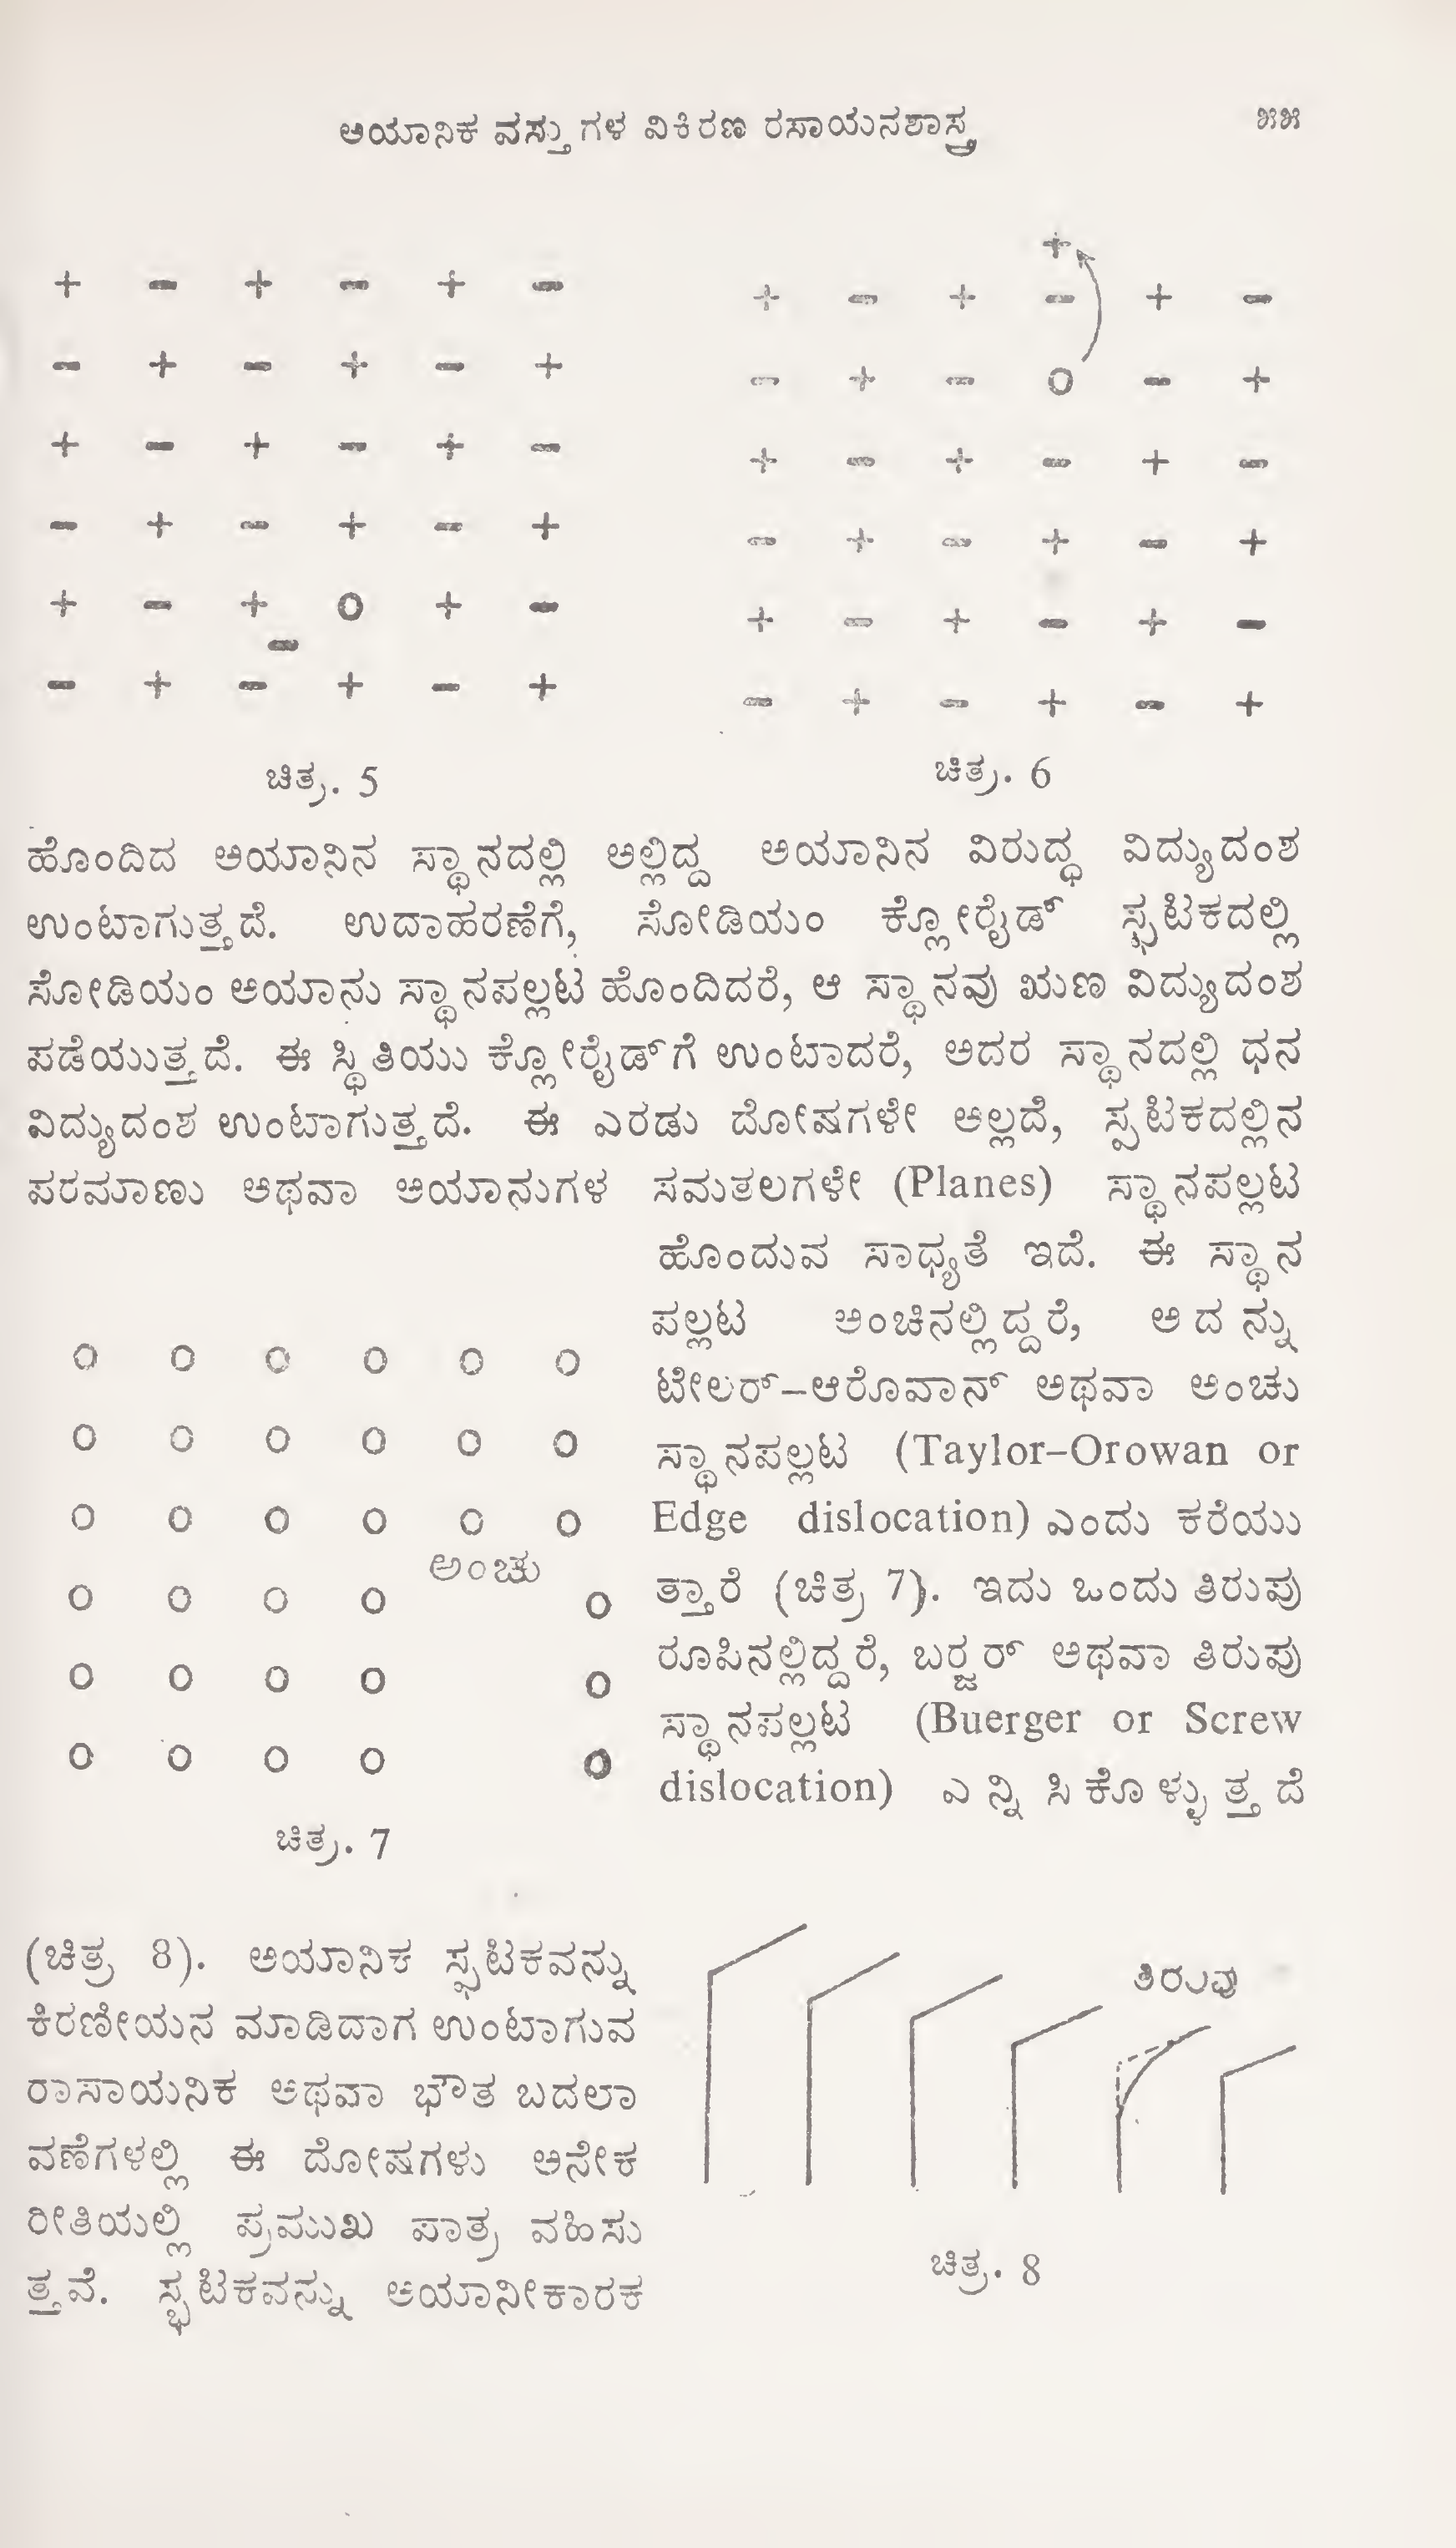 ಅಯಾನಿಕ ವಸ್ತುಗಳ ವಿಕಿರಣ ರಸಾಯನಶಾಸ್ತ್ರ ೫೫
+ − + − + −
− + − + − +
+ − + − + −
− + − + − +
+ − + o + −
−
− + − + − +
ಚಿತ್ರ. 5
+
+ − + − + −
− + − o − +
+ − + − + −
− + − + − +
+ − + − + −
− + − + − +
ಚಿತ್ರ. 6
ಹೊಂದಿದ ಅಯಾನಿನ ಸ್ಥಾನದಲ್ಲಿ ಅಲ್ಲಿದ್ದ ಅಯಾನಿನ ವಿರುದ್ಧ ವಿದ್ಯುದಂಶ
ಉಂಟಾಗುತ್ತದೆ. ಉದಾಹರಣೆಗೆ, ಸೋಡಿಯಂ ಕ್ಲೋರೈಡ್ ಸ್ಫಟಿಕದಲ್ಲಿ
ಸೋಡಿಯಂ ಅಯಾನು ಸ್ಥಾನಪಲ್ಲಟ ಹೊಂದಿದರೆ, ಆ ಸ್ಥಾನವು ಋಣ ವಿದ್ಯುದಂಶ
ಪಡೆಯುತ್ತದೆ. ಈ ಸ್ಥಿತಿಯು ಕ್ಲೋರೈಡ್‌ಗೆ ಉಂಟಾದರೆ, ಅದರ ಸ್ಥಾನದಲ್ಲಿ ಧನ
ವಿದ್ಯುದಂಶ ಉಂಟಾಗುತ್ತದೆ. ಈ ಎರಡು ದೋಷಗಳೇ ಅಲ್ಲದೆ, ಸ್ಪಟಿಕದಲ್ಲಿನ
ಪರಮಾಣು ಅಥವಾ ಅಯಾನುಗಳ ಸಮತಲಗಳೇ (Planes) ಸ್ಥಾನಪಲ್ಲಟ
ಹೊಂದುವ ಸಾಧ್ಯತೆ ಇದೆ. ಈ ಸ್ಥಾನ
ಪಲ್ಲಟ ಅಂಚಿನಲ್ಲಿದ್ದರೆ, ಅದನ್ನು
ಟೇಲರ್–ಆರೊವಾನ್ ಅಥವಾ ಅಂಚು
ಸ್ಥಾನಪಲ್ಲಟ (Taylor–Orowan or
Edge dislocation) ಎಂದು ಕರೆಯು
ತ್ತಾರೆ (ಚಿತ್ರ 7). ಇದು ಒಂದು ತಿರುಪು
ರೂಪಿನಲ್ಲಿದ್ದರೆ, ಬರ‍್ಜರ್ ಅಥವಾ ತಿರುಪು
ಸ್ಥಾನಪಲ್ಲಟ (Buerger or Screw
dislocation) ಎನ್ನಿಸಿಕೊಳ್ಳುತ್ತದೆ
o o o o o o
o o o o o o
o o o o o o
ಅಂಚು
o o o o o
o o o o o
o o o o o
ಚಿತ್ರ. 7
(ಚಿತ್ರ 8). ಅಯಾನಿಕ ಸ್ಫಟಿಕವನ್ನು
ಕಿರಣೀಯನ ಮಾಡಿದಾಗ ಉಂಟಾಗುವ
ರಾಸಾಯನಿಕ ಅಥವಾ ಭೌತ ಬದಲಾ
ವಣೆಗಳಲ್ಲಿ ಈ ದೋಷಗಳು ಅನೇಕ
ರೀತಿಯಲ್ಲಿ ಪ್ರಮುಖ ಪಾತ್ರ ವಹಿಸು
ತ್ತವೆ. ಸ್ಫಟಿಕವನ್ನು ಅಯಾನೀಕಾರಕ
ತಿರುವು
ಚಿತ್ರ. 8